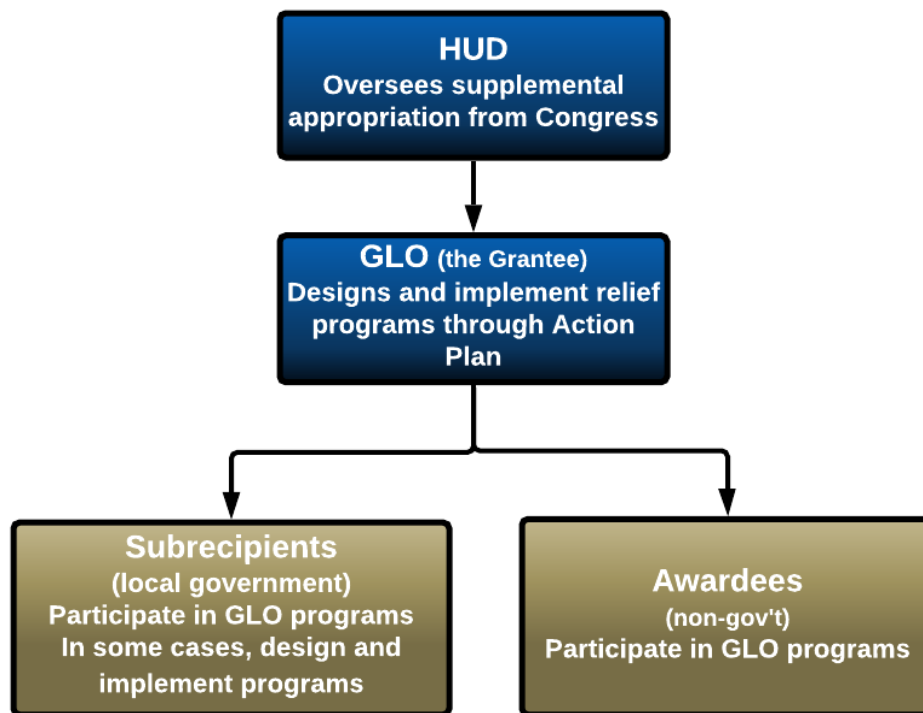 HUD
Oversees supplemental
appropriation from Congress
GLO (the Grantee)
Designs and implement relief
programs through Action
Plan
Subrecipients
(local government)
Participate in GLO programs
In some cases, design and
implement programs
Awardees
(non-gov't)
Participate in GLO programs